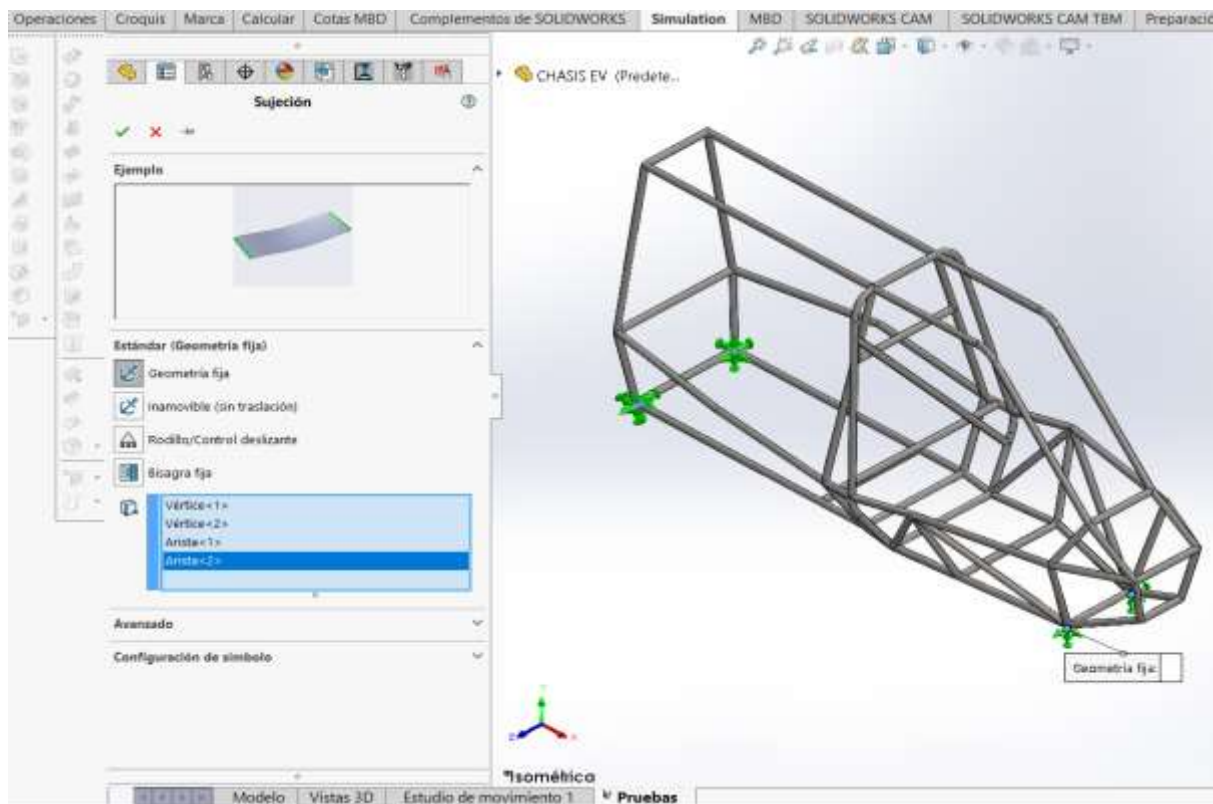 Operaciones Croquis Marca Calcular Cotas MBD Complementos de SOLIDWORKS Simulation MBD SOLIDWORKS CAM SOLIDWORKS CAM TBM Preparació
CHASIS EV (Predete...
Sujeción
Ejemplo
Estándar (Geometría fija)
Geometría fija
Inamovible (sin traslación)
Rodillo/Control deslizante
Bisagra fija
Vértice<1>
Vértice<2>
Arista<1>
Arista<2>
Avanzado
Configuración de símbolo
Geometría fija:
*Isométrica
Modelo Vistas 3D Estudio de movimiento 1 Pruebas